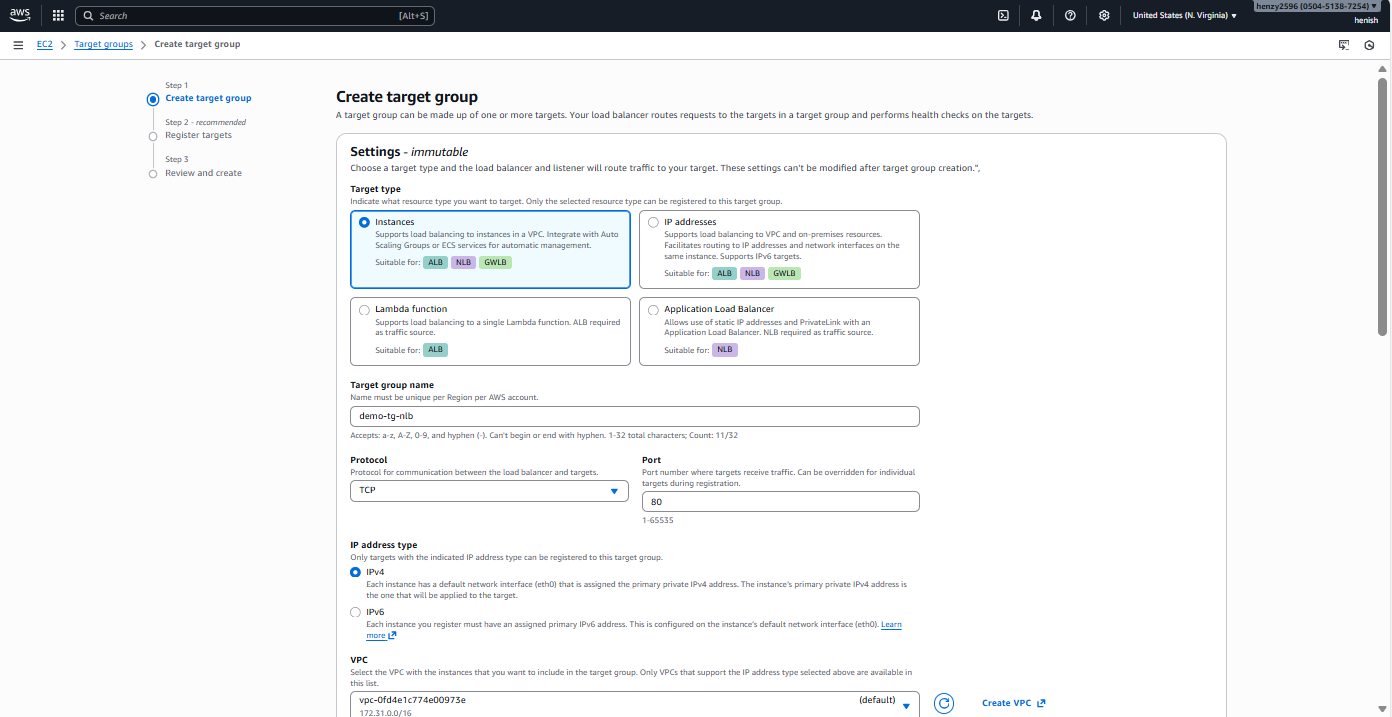 aws
Search
[Alt+S]
United States (N. Virginia)
henzy2596 (0504-5138-7254)
henish
EC2
Target groups
Create target group
Step 1
Create target group
Step 2 - recommended
Register targets
Step 3
Review and create
Create target group
A target group can be made up of one or more targets. Your load balancer routes requests to the targets in a target group and performs health checks on the targets.
Settings - immutable
Choose a target type and the load balancer and listener will route traffic to your target. These settings can't be modified after target group creation.",
Target type
Indicate what resource type you want to target. Only the selected resource type can be registered to this target group.
Instances
Supports load balancing to instances in a VPC. Integrate with Auto
Scaling Groups or ECS services for automatic management.
Suitable for: ALB NLB GWLB
IP addresses
Supports load balancing to VPC and on-premises resources.
Facilitates routing to IP addresses and network interfaces on the
same instance. Supports IPv6 targets.
Suitable for: ALB NLB GWLB
Lambda function
Supports load balancing to a single Lambda function. ALB required
as traffic source.
Suitable for: ALB
Application Load Balancer
Allows use of static IP addresses and PrivateLink with an
Application Load Balancer. NLB required as traffic source.
Suitable for: NLB
Target group name
Name must be unique per Region per AWS account.
demo-tg-nlb
Accepts: a-z, A-Z, 0-9, and hyphen (-). Can't begin or end with hyphen. 1-32 total characters; Count: 11/32
Protocol
Protocol for communication between the load balancer and targets.
TCP
Port
Port number where targets receive traffic. Can be overridden for individual
targets during registration.
80
1-65535
IP address type
Only targets with the indicated IP address type can be registered to this target group.
IPv4
Each instance has a default network interface (eth0) that is assigned the primary private IPv4 address. The instance's primary private IPv4 address is
the one that will be applied to the target.
IPv6
Each instance you register must have an assigned primary IPv6 address. This is configured on the instance's default network interface (eth0). Learn
more
VPC
Select the VPC with the instances that you want to include in the target group. Only VPCs that support the IP address type selected above are available in
this list.
vpc-0fd4e1c774e00973e
(default)
172.31.0.0/16
Create VPC